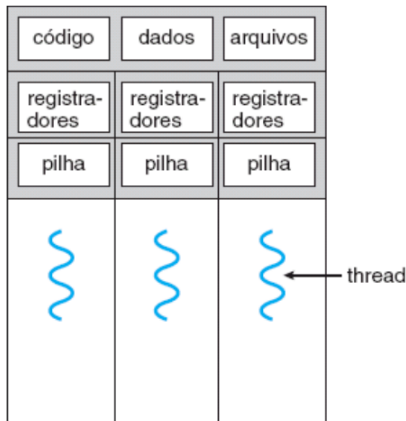 código dados arquivos
registra- registra- registra-
dores dores dores
pilha pilha pilha
thread